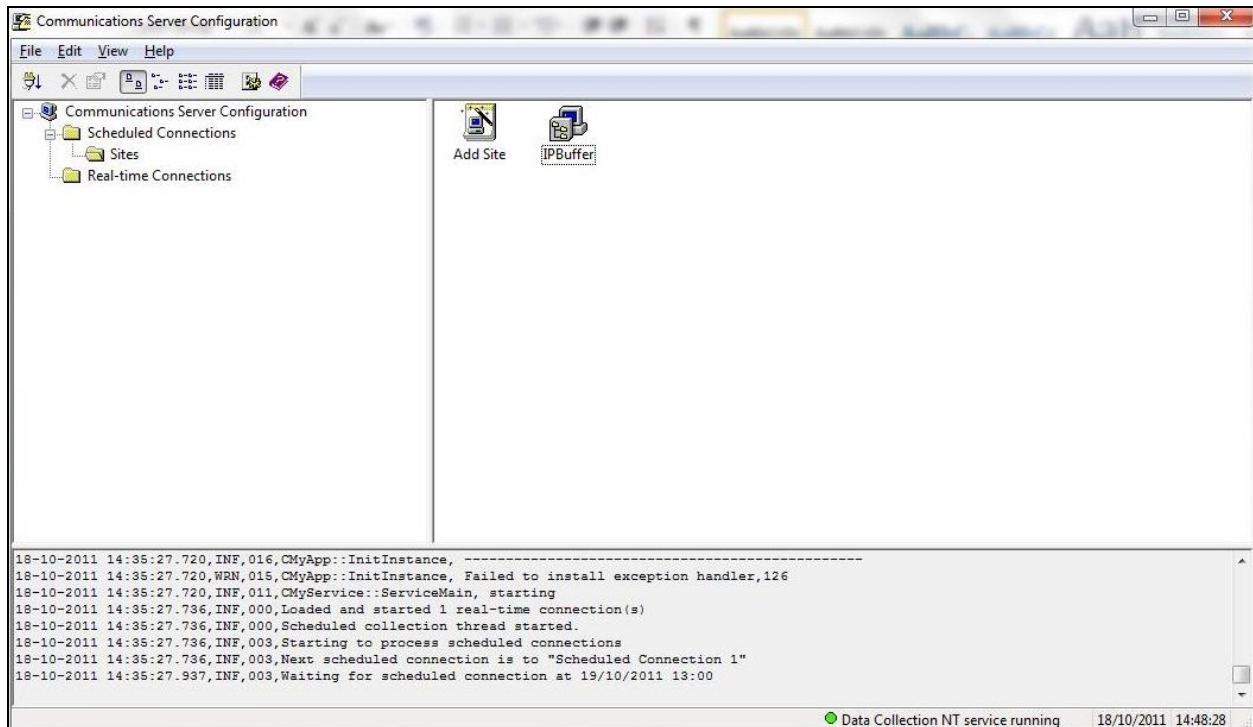 Communications Server Configuration
File Edit View Help
Communications Server Configuration
Scheduled Connections
Sites
Real-time Connections
Add Site
IPBuffer
18-10-2011 14:35:27.720,INF,016,CMyApp::InitInstance, ------------------------------------------------
18-10-2011 14:35:27.720,WRN,015,CMyApp::InitInstance, Failed to install exception handler,126
18-10-2011 14:35:27.720,INF,011,CMyService::ServiceMain, starting
18-10-2011 14:35:27.736,INF,000,Loaded and started 1 real-time connection(s)
18-10-2011 14:35:27.736,INF,000,Scheduled collection thread started.
18-10-2011 14:35:27.736,INF,003,Starting to process scheduled connections
18-10-2011 14:35:27.736,INF,003,Next scheduled connection is to "Scheduled Connection 1"
18-10-2011 14:35:27.937,INF,003,Waiting for scheduled connection at 19/10/2011 13:00
Data Collection NT service running 18/10/2011 14:48:28